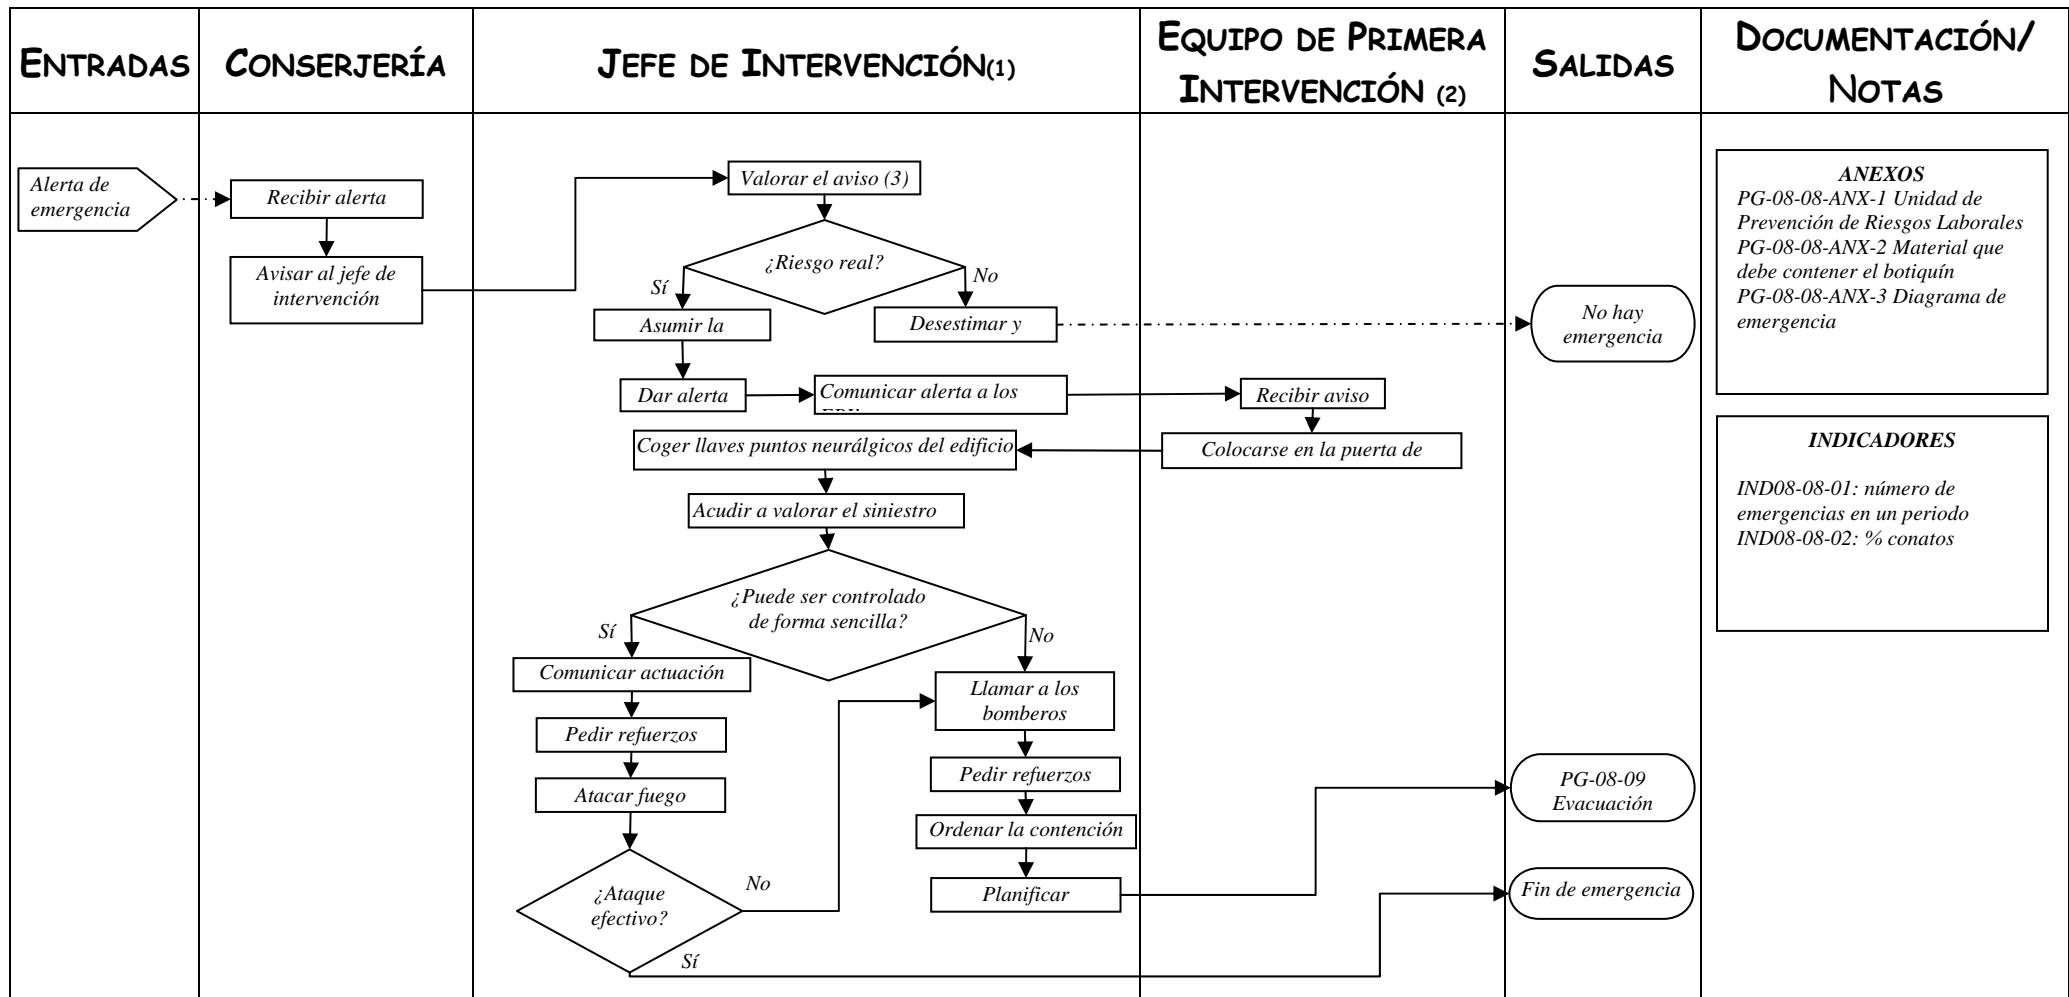 ENTRADAS
CONSERJERÍA
JEFE DE INTERVENCIÓN(1)
EQUIPO DE PRIMERA
INTERVENCIÓN (2)
SALIDAS
DOCUMENTACIÓN/
NOTAS
Alerta de
emergencia
Recibir alerta
Avisar al jefe de
intervención
Valorar el aviso (3)
¿Riesgo real?
Sí
No
Asumir la
Desestimar y
No hay
emergencia
Dar alerta
Comunicar alerta a los
Recibir aviso
Colocarse en la puerta de
Coger llaves puntos neurálgicos del edificio
Acudir a valorar el siniestro
¿Puede ser controlado
de forma sencilla?
Sí
No
Comunicar actuación
Pedir refuerzos
Atacar fuego
¿Ataque
efectivo?
No
Sí
Llamar a los
bomberos
Pedir refuerzos
Ordenar la contención
Planificar
PG-08-09
Evacuación
Fin de emergencia
ANEXOS
PG-08-08-ANX-1 Unidad de
Prevención de Riesgos Laborales
PG-08-08-ANX-2 Material que
debe contener el botiquín
PG-08-08-ANX-3 Diagrama de
emergencia
INDICADORES
IND08-08-01: número de
emergencias en un periodo
IND08-08-02: % conatos